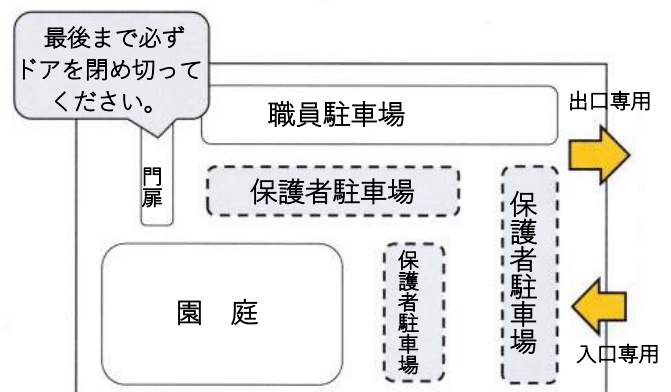 最後まで必ず
ドアを閉め切って
ください。
職員駐車場
出口専用
門扉
保護者駐車場
保護者駐車場
保護者駐車場
園 庭
入口専用